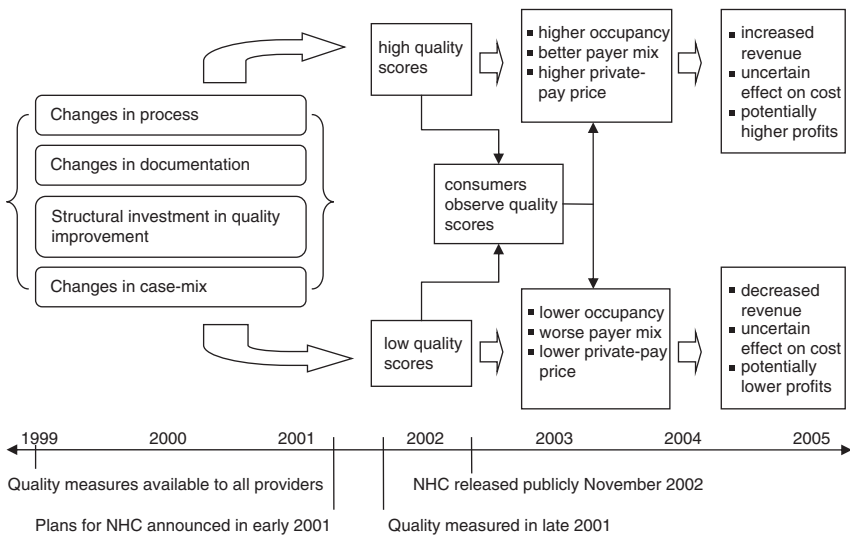 high quality
scores
▪ higher occupancy
▪ better payer mix
▪ higher private-
pay price
▪ increased
revenue
▪ uncertain
effect on cost
▪ potentially
higher profits
Changes in process
Changes in documentation
Structural investment in quality
improvement
Changes in case-mix
consumers
observe quality
scores
low quality
scores
▪ lower occupancy
▪ worse payer mix
▪ lower private-pay
price
▪ decreased
revenue
▪ uncertain
effect on cost
▪ potentially
lower profits
1999 2000 2001 2002 2003 2004 2005
Quality measures available to all providers
NHC released publicly November 2002
Plans for NHC announced in early 2001
Quality measured in late 2001